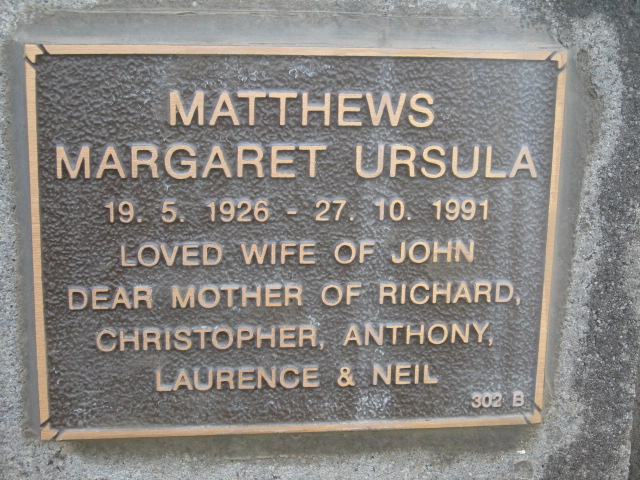 MATTHEWS
MARGARET URSULA
19. 5. 1926 - 27. 10. 1991
LOVED WIFE OF JOHN
DEAR MOTHER OF RICHARD,
CHRISTOPHER, ANTHONY,
LAURENCE & NEIL
302 B